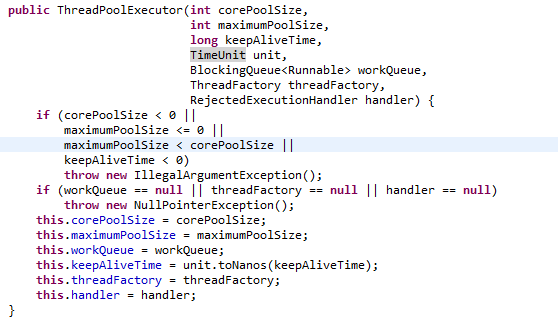 public ThreadPoolExecutor(int corePoolSize,
                          int maximumPoolSize,
                          long keepAliveTime,
                          TimeUnit unit,
                          BlockingQueue<Runnable> workQueue,
                          ThreadFactory threadFactory,
                          RejectedExecutionHandler handler) {
    if (corePoolSize < 0 ||
        maximumPoolSize <= 0 ||
        maximumPoolSize < corePoolSize ||
        keepAliveTime < 0)
        throw new IllegalArgumentException();
    if (workQueue == null || threadFactory == null || handler == null)
        throw new NullPointerException();
    this.corePoolSize = corePoolSize;
    this.maximumPoolSize = maximumPoolSize;
    this.workQueue = workQueue;
    this.keepAliveTime = unit.toNanos(keepAliveTime);
    this.threadFactory = threadFactory;
    this.handler = handler;
}